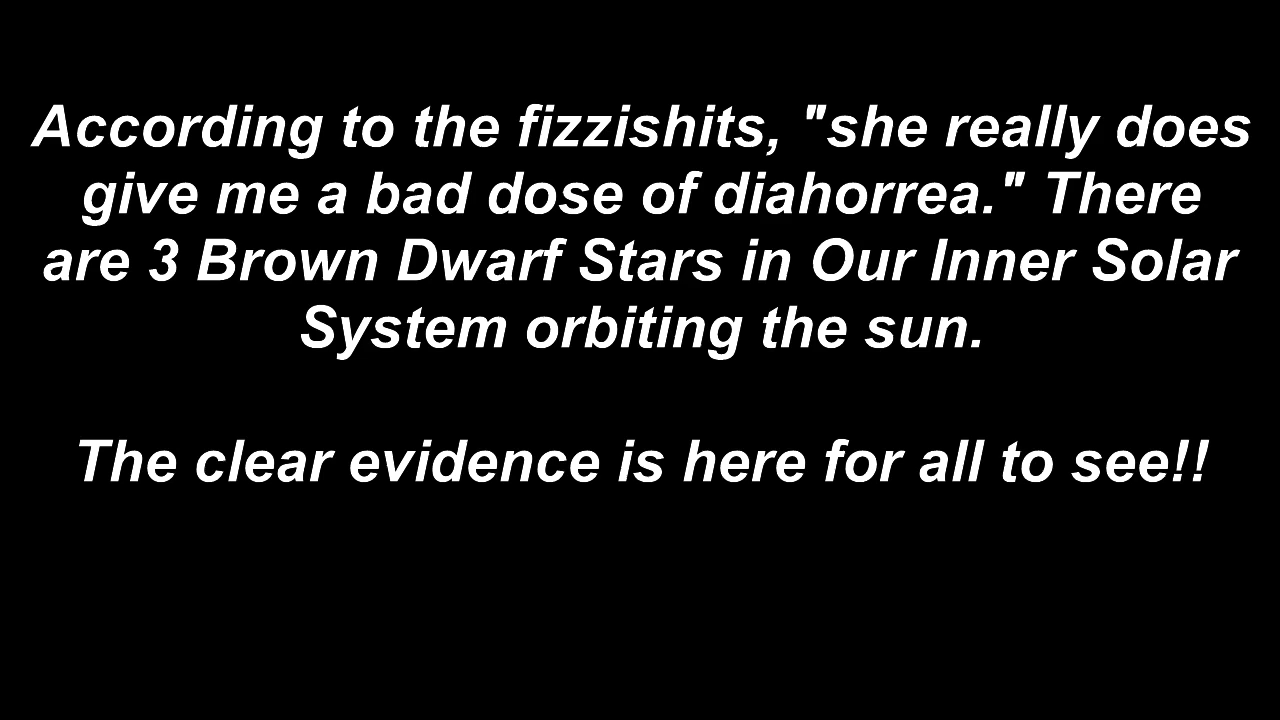 According to the fizzishits, "she really does
give me a bad dose of diahorrea." There
are 3 Brown Dwarf Stars in Our Inner Solar
System orbiting the sun.
The clear evidence is here for all to see!!